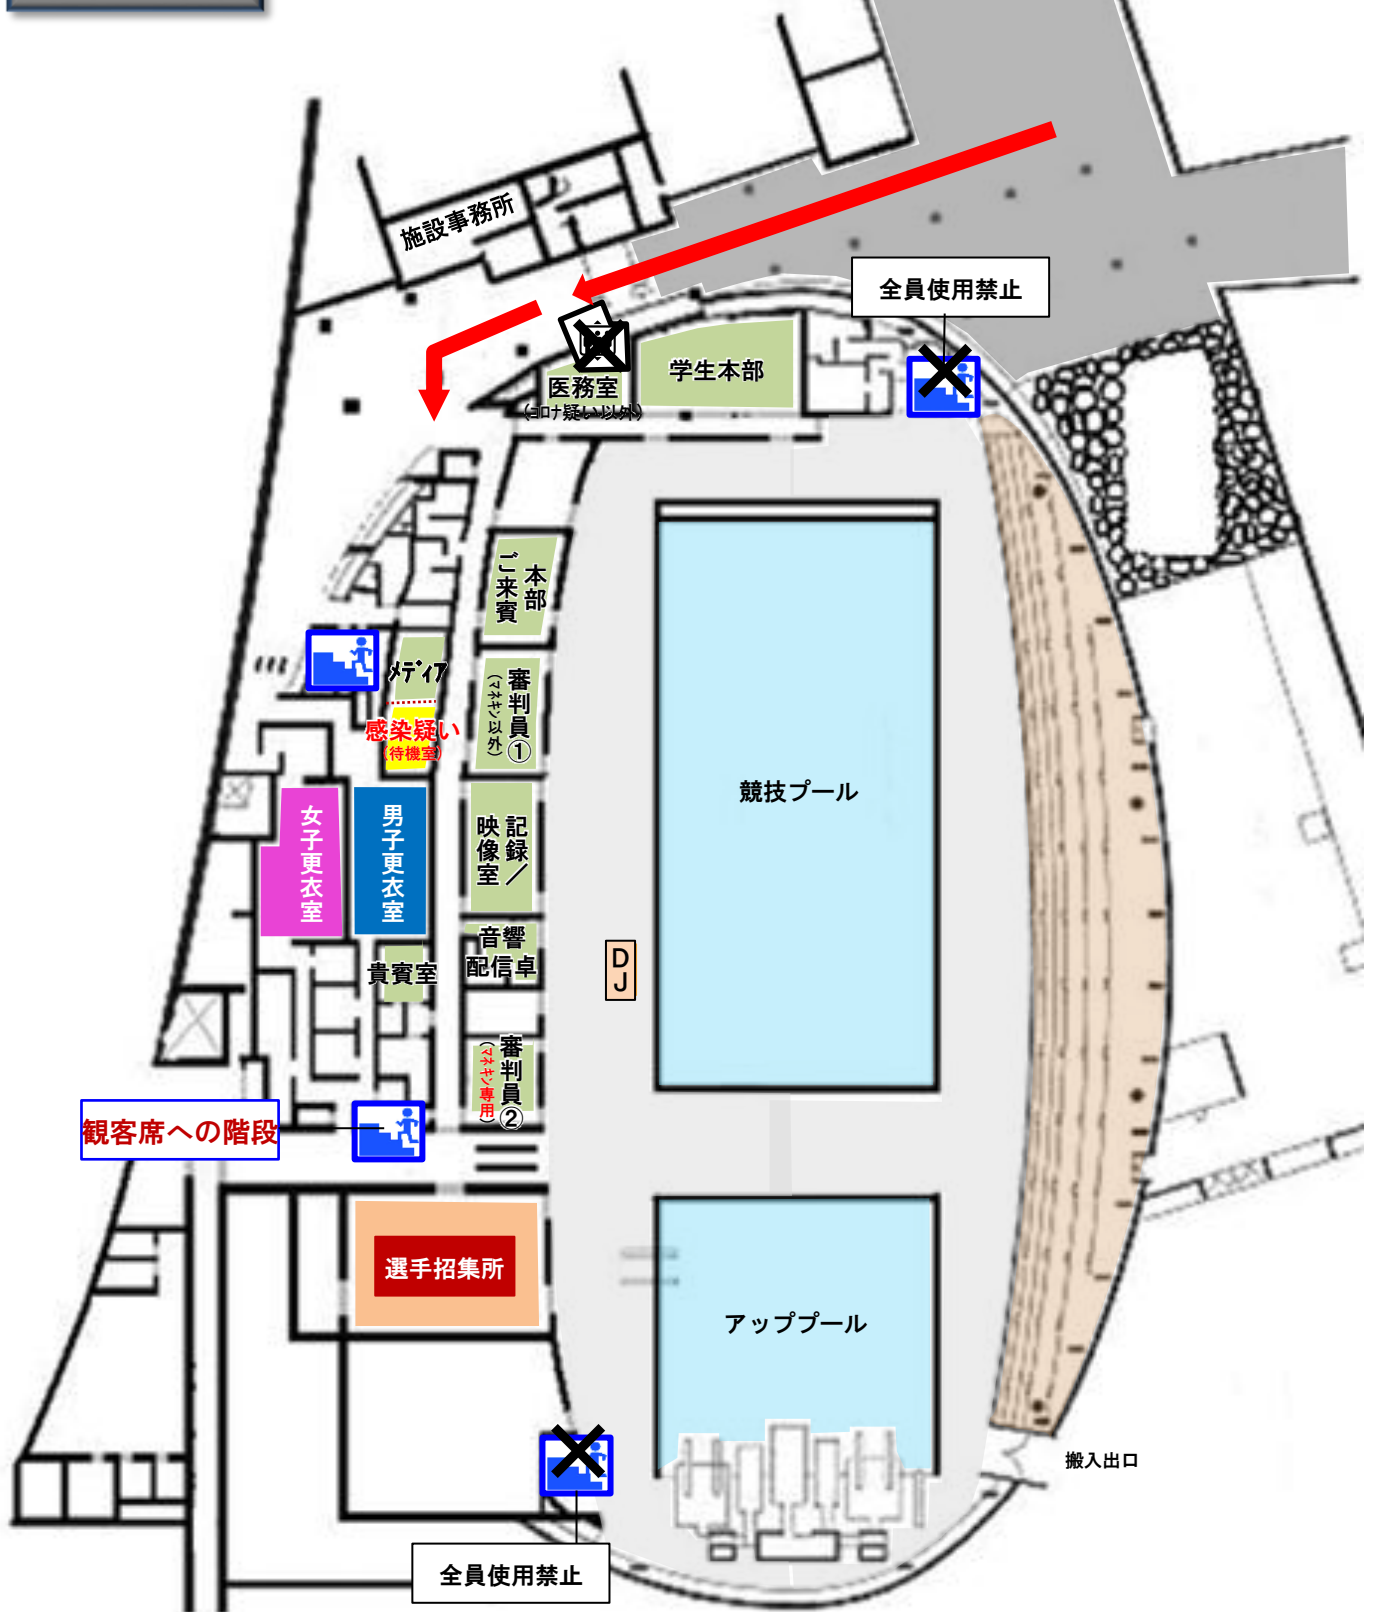 施設事務所
全員使用禁止
学生本部
医務室
(コロナ疑い以外)
本部
ご来賓
メディア
感染疑い
(待機室)
審判員①
(マネキン以外)
競技プール
女子更衣室
男子更衣室
記録/
映像室
音響
配信卓
貴賓室
DJ
審判員②
(マネキン専用)
観客席への階段
選手招集所
アッププール
搬入出口
全員使用禁止